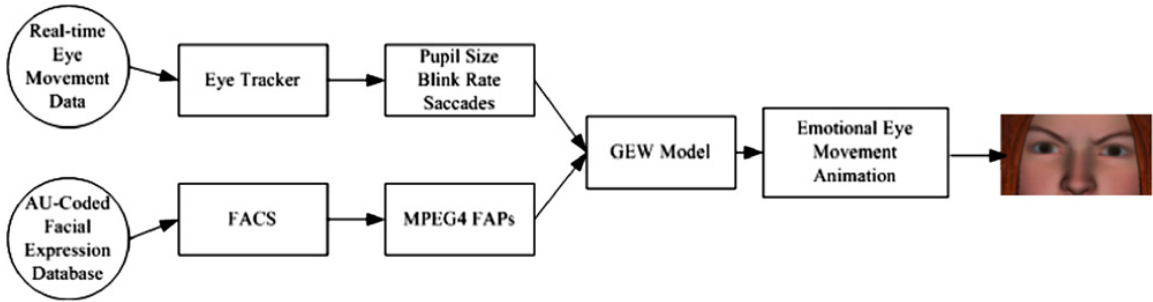 Real-time
Eye
Movement
Data
Eye Tracker
Pupil Size
Blink Rate
Saccades
AU-Coded
Facial
Expression
Database
FACS
MPEG4 FAPs
GEW Model
Emotional Eye
Movement
Animation